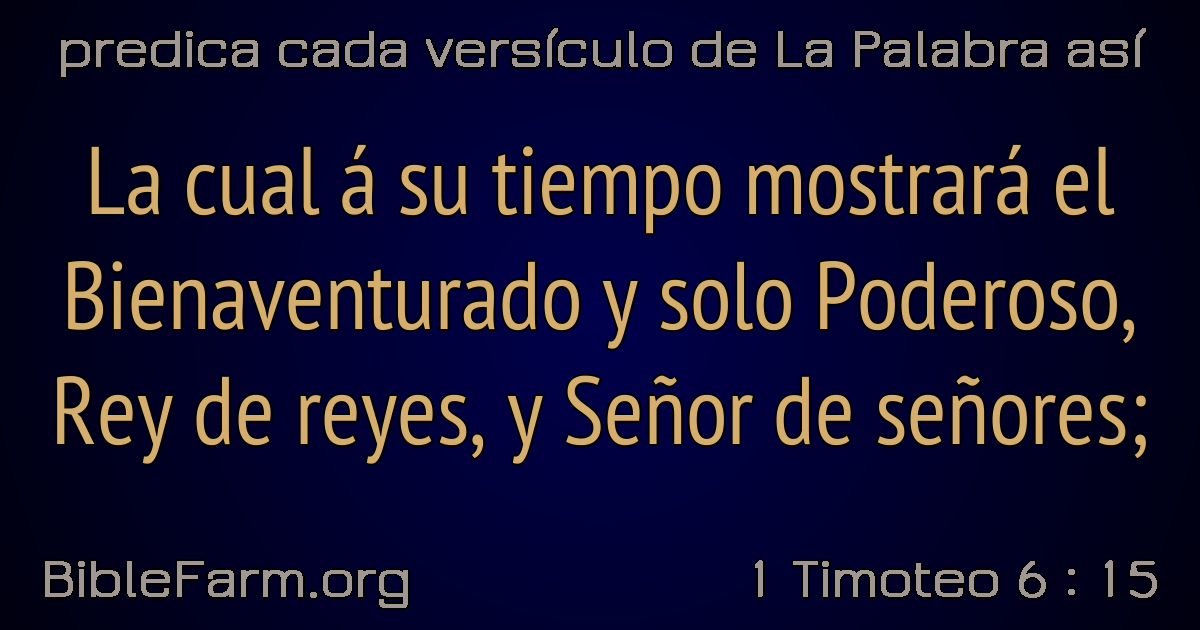 predica cada versículo de La Palabra así
La cual á su tiempo mostrará el
Bienaventurado y solo Poderoso,
Rey de reyes, y Señor de señores;
BibleFarm.org
1 Timoteo 6 : 15